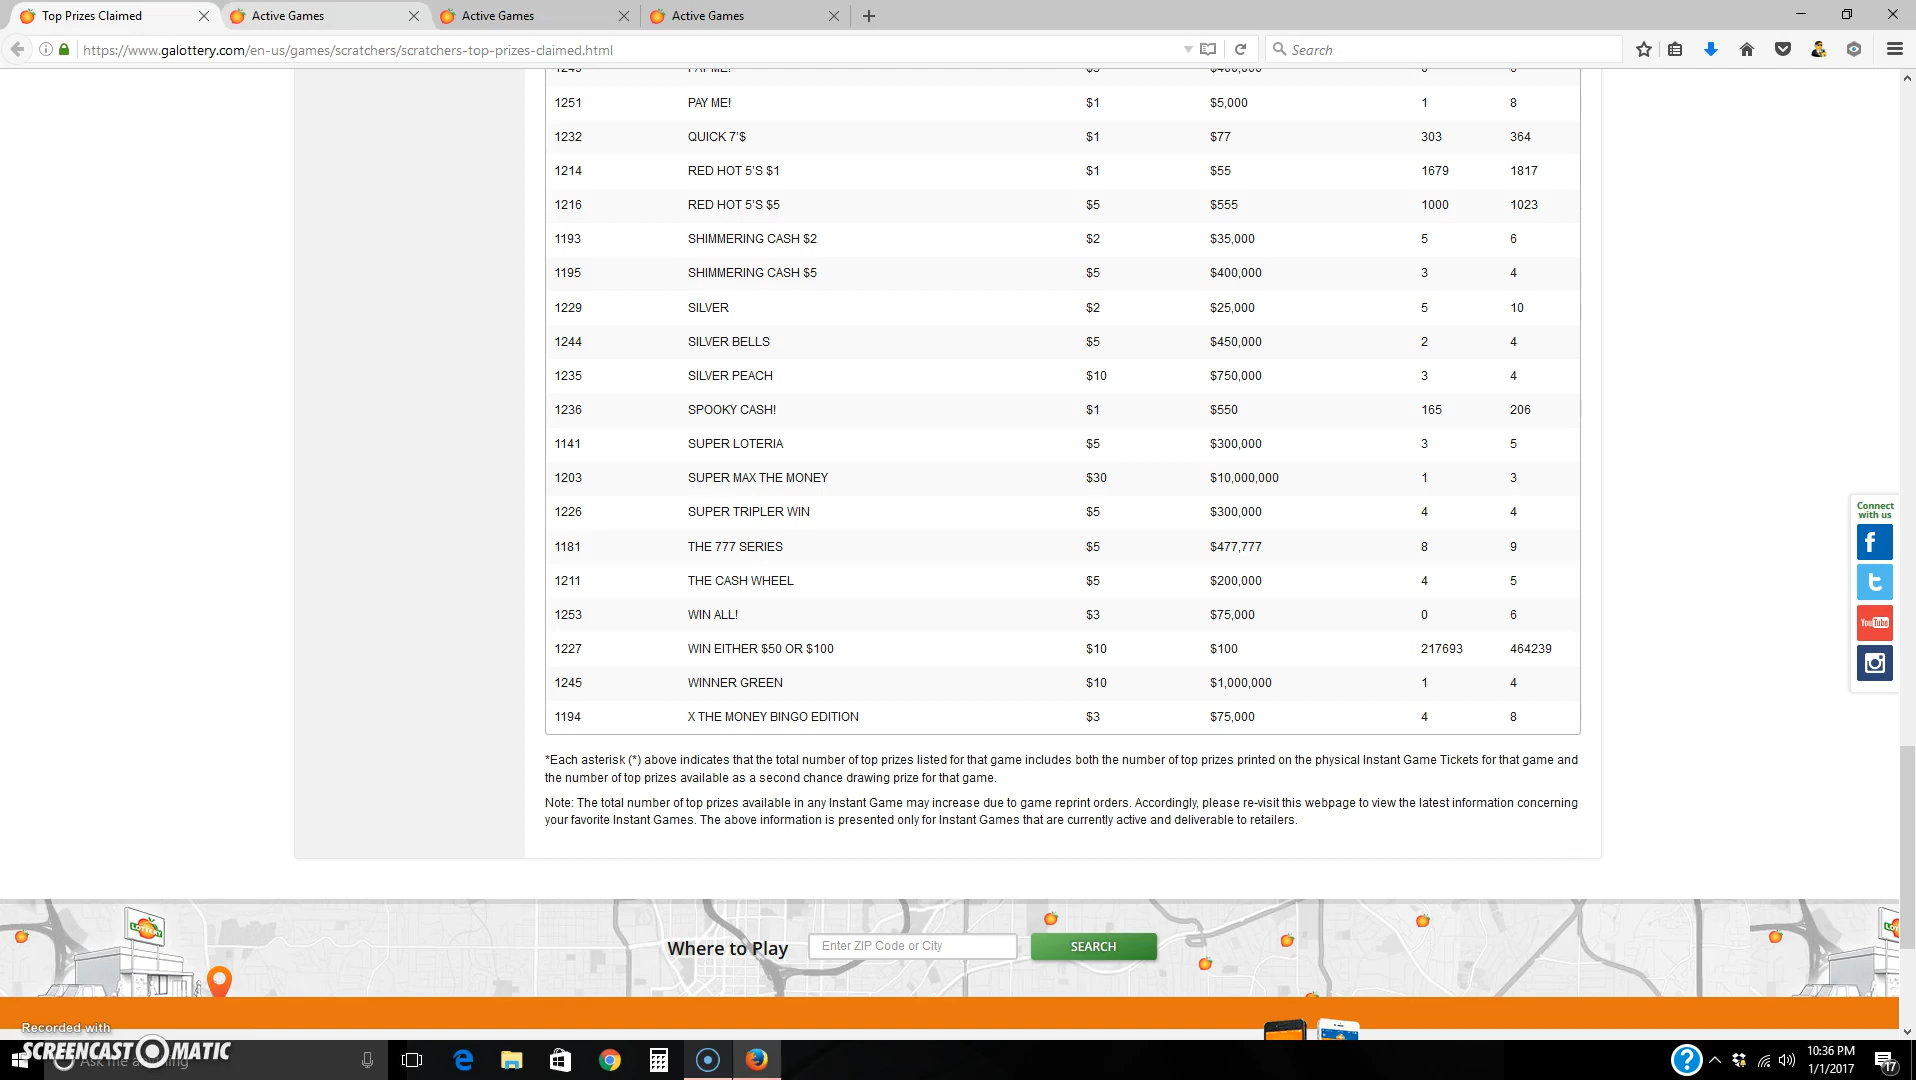 Top Prizes Claimed
Active Games
Active Games
Active Games
https://www.galottery.com/en-us/games/scratchers/scratchers-top-prizes-claimed.html
Search
1251 PAY ME! $1 $5,000 1 8
1232 QUICK 7'$ $1 $77 303 364
1214 RED HOT 5'S $1 $1 $55 1679 1817
1216 RED HOT 5'S $5 $5 $555 1000 1023
1193 SHIMMERING CASH $2 $2 $35,000 5 6
1195 SHIMMERING CASH $5 $5 $400,000 3 4
1229 SILVER $2 $25,000 5 10
1244 SILVER BELLS $5 $450,000 2 4
1235 SILVER PEACH $10 $750,000 3 4
1236 SPOOKY CASH! $1 $550 165 206
1141 SUPER LOTERIA $5 $300,000 3 5
1203 SUPER MAX THE MONEY $30 $10,000,000 1 3
1226 SUPER TRIPLER WIN $5 $300,000 4 4
1181 THE 777 SERIES $5 $477,777 8 9
1211 THE CASH WHEEL $5 $200,000 4 5
1253 WIN ALL! $3 $75,000 0 6
1227 WIN EITHER $50 OR $100 $10 $100 217693 464239
1245 WINNER GREEN $10 $1,000,000 1 4
1194 X THE MONEY BINGO EDITION $3 $75,000 4 8
*Each asterisk (*) above indicates that the total number of top prizes listed for that game includes both the number of top prizes printed on the physical Instant Game Tickets for that game and
the number of top prizes available as a second chance drawing prize for that game.
Note: The total number of top prizes available in any Instant Game may increase due to game reprint orders. Accordingly, please re-visit this webpage to view the latest information concerning
your favorite Instant Games. The above information is presented only for Instant Games that are currently active and deliverable to retailers.
Connect
with us
YouTube
LOTTERY
Where to Play
Enter ZIP Code or City
SEARCH
Recorded with
SCREENCAST MATIC
Ask me anything
10:36 PM
1/1/2017
17